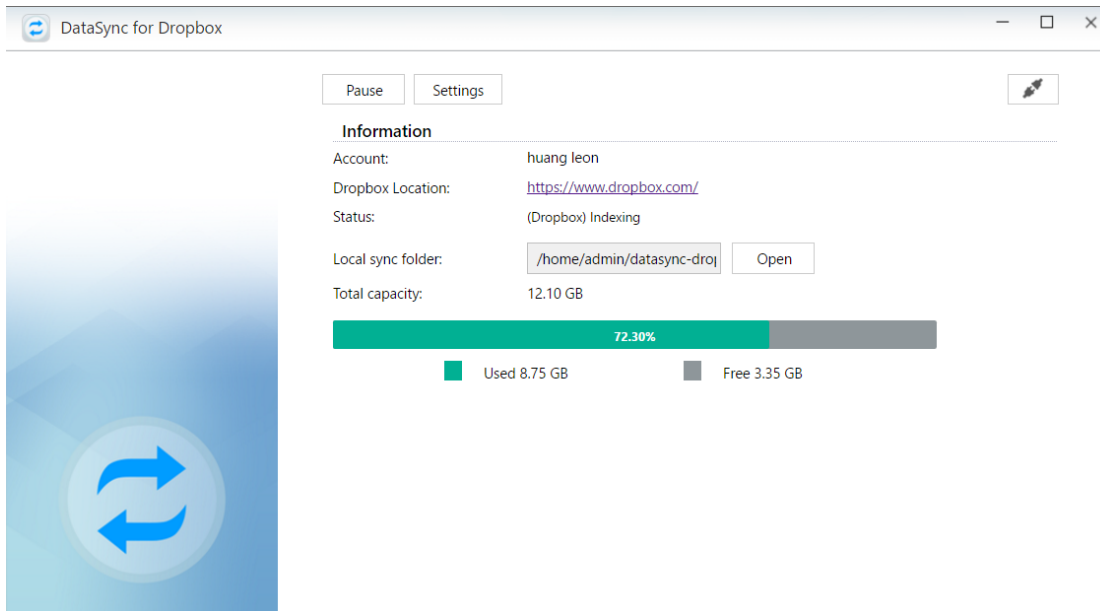 DataSync for Dropbox
Pause Settings
Information
Account: huang leon
Dropbox Location: https://www.dropbox.com/
Status: (Dropbox) Indexing
Local sync folder: /home/admin/datasync-drop Open
Total capacity: 12.10 GB
72.30%
Used 8.75 GB Free 3.35 GB